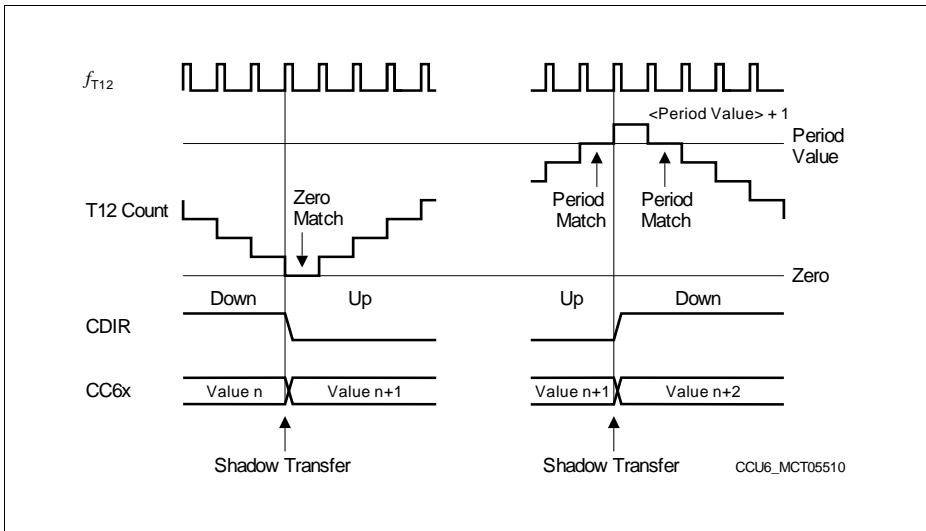 fT12
<Period Value> + 1
Period
Value
Zero
Match
Period
Match
Period
Match
T12 Count
Zero
Down
Up
Up
Down
CDIR
CC6x
Value n
Value n+1
Value n+1
Value n+2
Shadow Transfer
Shadow Transfer
CCU6_MCT05510